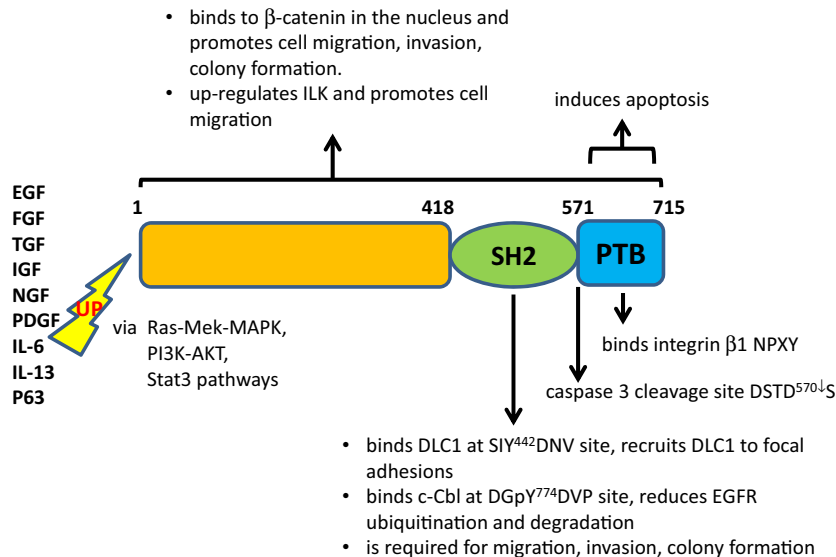 • binds to β-catenin in the nucleus and
promotes cell migration, invasion,
colony formation.
• up-regulates ILK and promotes cell
migration
induces apoptosis
EGF
FGF
TGF
IGF
NGF
PDGF
IL-6
IL-13
P63
UP
via Ras-Mek-MAPK,
PI3K-AKT,
Stat3 pathways
1 418 571 715
SH2 PTB
binds integrin β1 NPXY
caspase 3 cleavage site DSTD⁵⁷⁰↓S
• binds DLC1 at SIY⁴⁴²DNV site, recruits DLC1 to focal
adhesions
• binds c-Cbl at DGpY⁷⁷⁴DVP site, reduces EGFR
ubiquitination and degradation
• is required for migration, invasion, colony formation